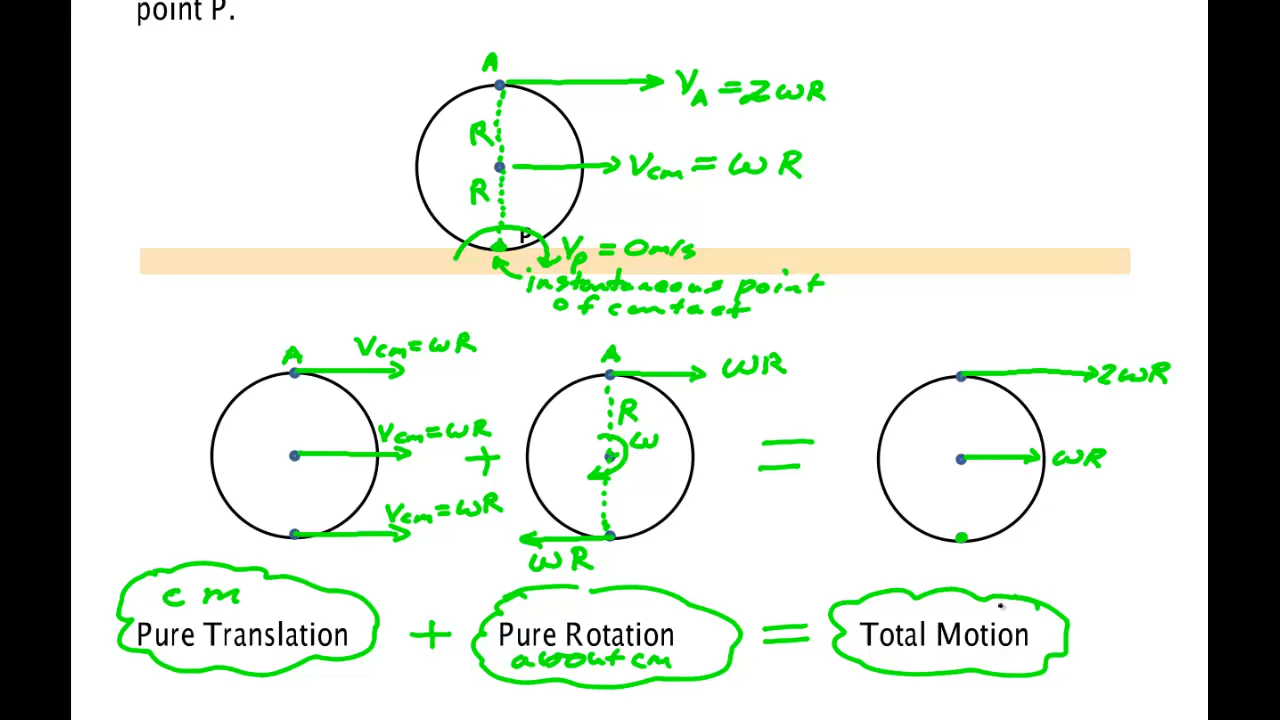 point P.
A
V_A = 2ωR
R
V_cm = ωR
R
P
V_p = 0m/s
instantaneous point
of contact
A V_cm = ωR
A ωR
2ωR
R
V_cm = ωR
ω
+ =
ωR
V_cm = ωR
ωR
cm
Pure Translation + Pure Rotation = Total Motion
about cm